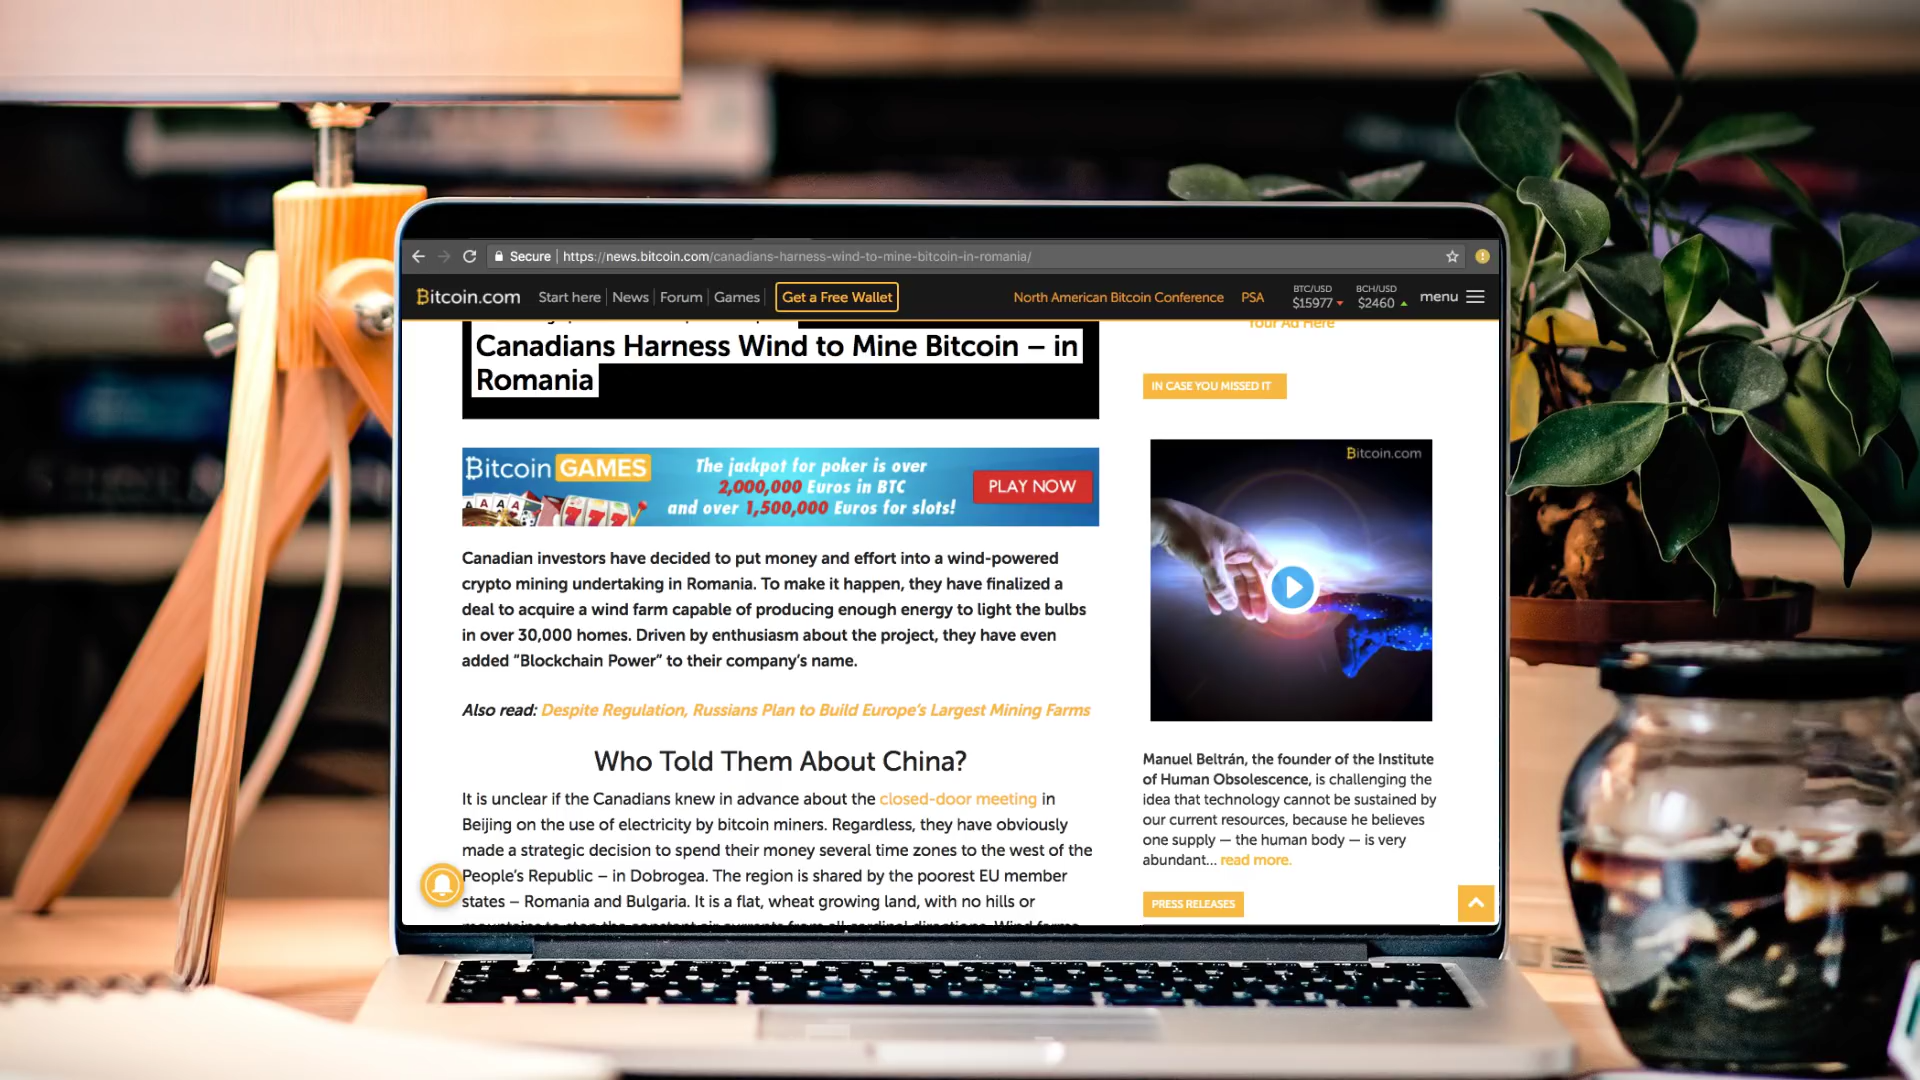 Secure | https://news.bitcoin.com/canadians-harness-wind-to-mine-bitcoin-in-romania/
Bitcoin.com
Start here | News | Forum | Games |
Get a Free Wallet
North American Bitcoin Conference
PSA
BTC/USD
$15977
BCH/USD
$2460
menu
Canadians Harness Wind to Mine Bitcoin – in
Romania
Bitcoin GAMES
The jackpot for poker is over
2,000,000 Euros in BTC
and over 1,500,000 Euros for slots!
PLAY NOW
Canadian investors have decided to put money and effort into a wind-powered
crypto mining undertaking in Romania. To make it happen, they have finalized a
deal to acquire a wind farm capable of producing enough energy to light the bulbs
in over 30,000 homes. Driven by enthusiasm about the project, they have even
added “Blockchain Power” to their company’s name.
Also read: Despite Regulation, Russians Plan to Build Europe’s Largest Mining Farms
Who Told Them About China?
It is unclear if the Canadians knew in advance about the closed-door meeting in
Beijing on the use of electricity by bitcoin miners. Regardless, they have obviously
made a strategic decision to spend their money several time zones to the west of the
People’s Republic – in Dobrogea. The region is shared by the poorest EU member
states – Romania and Bulgaria. It is a flat, wheat growing land, with no hills or
mountains to stop the constant air currents from all cardinal directions. Wind farms
Your Ad Here
IN CASE YOU MISSED IT
Bitcoin.com
Manuel Beltrán, the founder of the Institute
of Human Obsolescence, is challenging the
idea that technology cannot be sustained by
our current resources, because he believes
one supply — the human body — is very
abundant... read more.
PRESS RELEASES